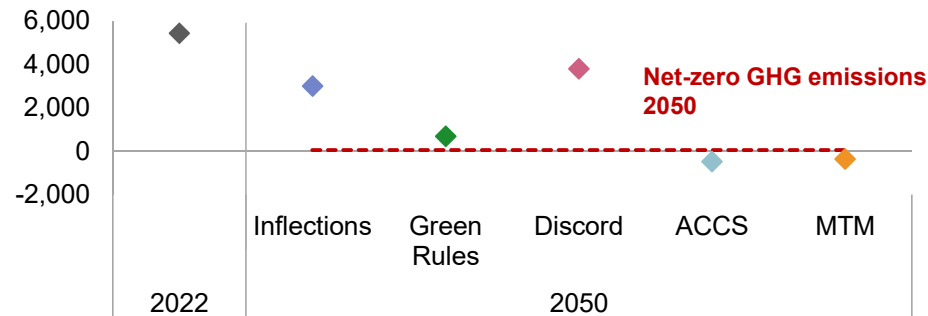 6,000
4,000
2,000
0
-2,000
Net-zero GHG emissions
2050
Inflections
Green
Rules
Discord
ACCS
MTM
2022
2050